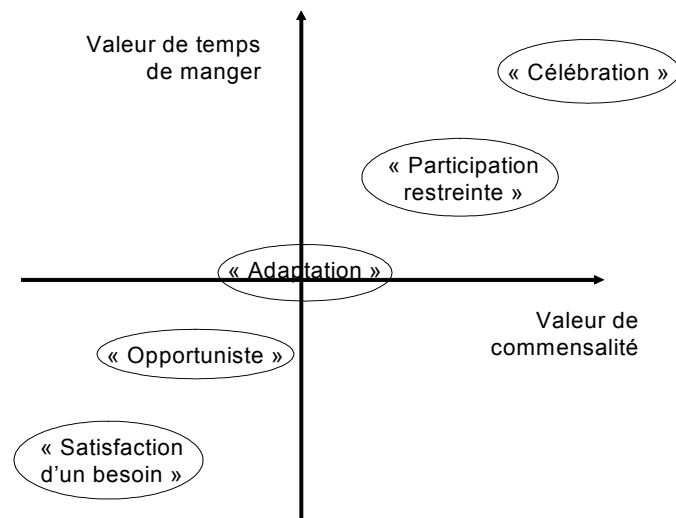 Valeur de temps
de manger
« Célébration »
« Participation
restreinte »
« Adaptation »
Valeur de
commensalité
« Opportuniste »
« Satisfaction
d'un besoin »